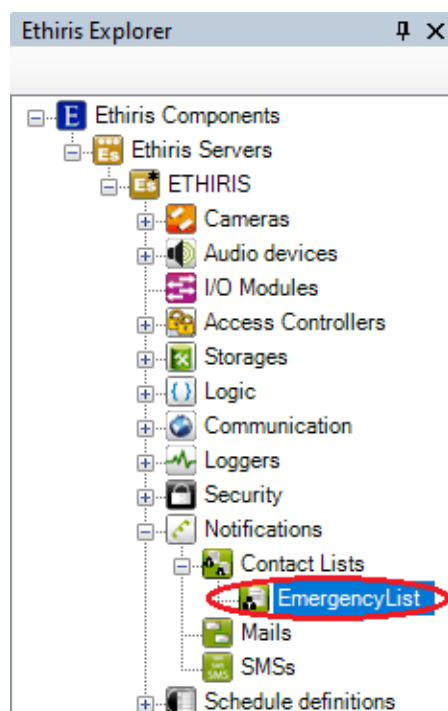 Ethiris Explorer
Ethiris Components
Ethiris Servers
ETHIRIS
Cameras
Audio devices
I/O Modules
Access Controllers
Storages
Logic
Communication
Loggers
Security
Notifications
Contact Lists
EmergencyList
Mails
SMSs
Schedule definitions